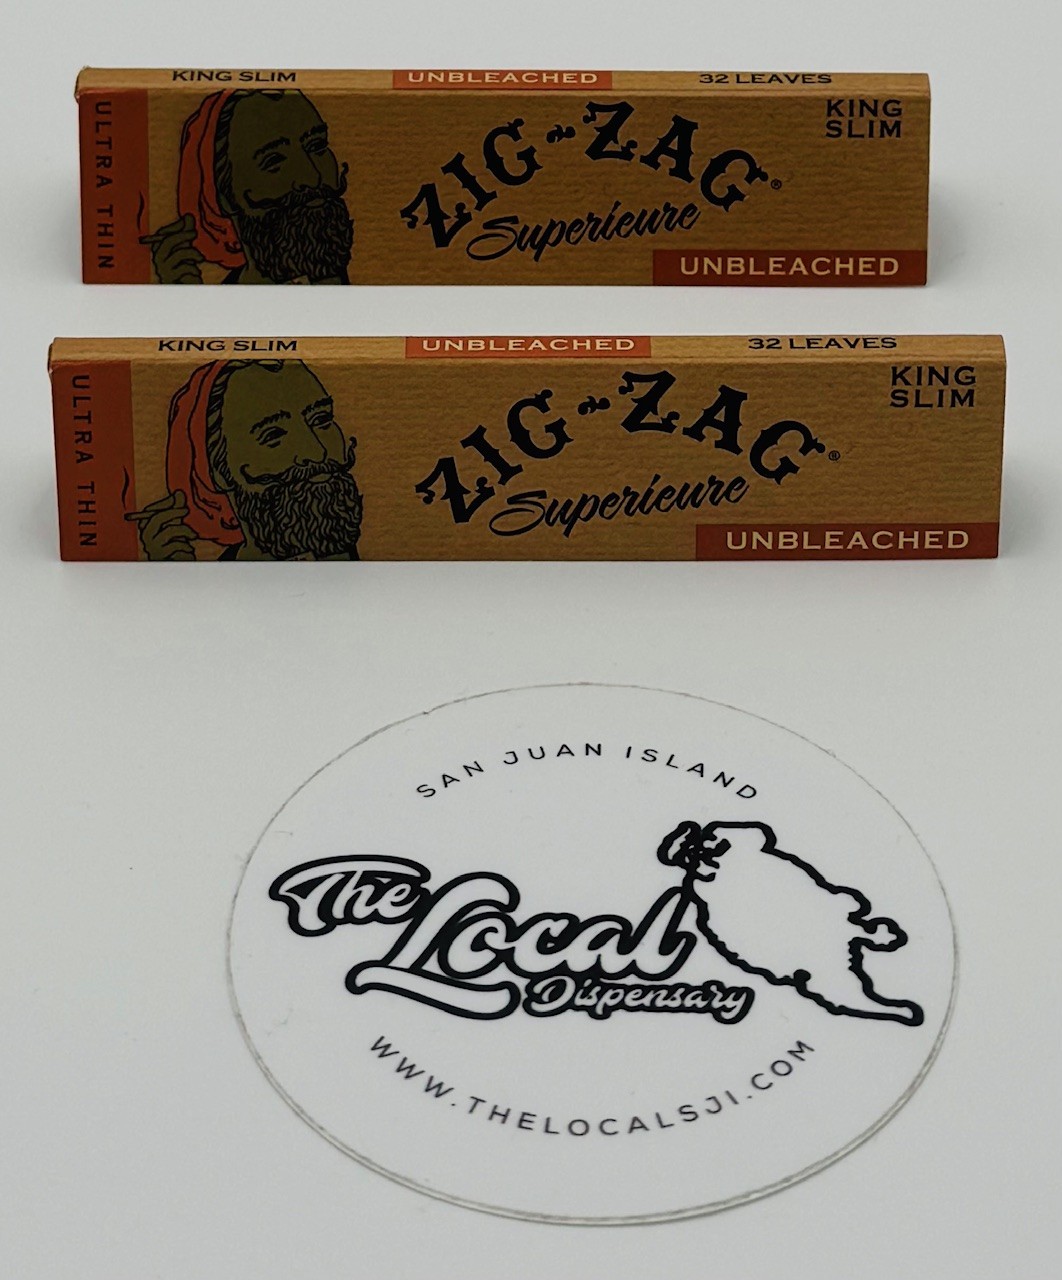 KING SLIM UNBLEACHED 32 LEAVES
ULTRA THIN
ZIG-ZAG®
Superieure
KING
SLIM
UNBLEACHED
KING SLIM UNBLEACHED 32 LEAVES
ULTRA THIN
ZIG-ZAG®
Superieure
KING
SLIM
UNBLEACHED
SAN JUAN ISLAND
The Local
Dispensary
WWW.THELOCALSJI.COM